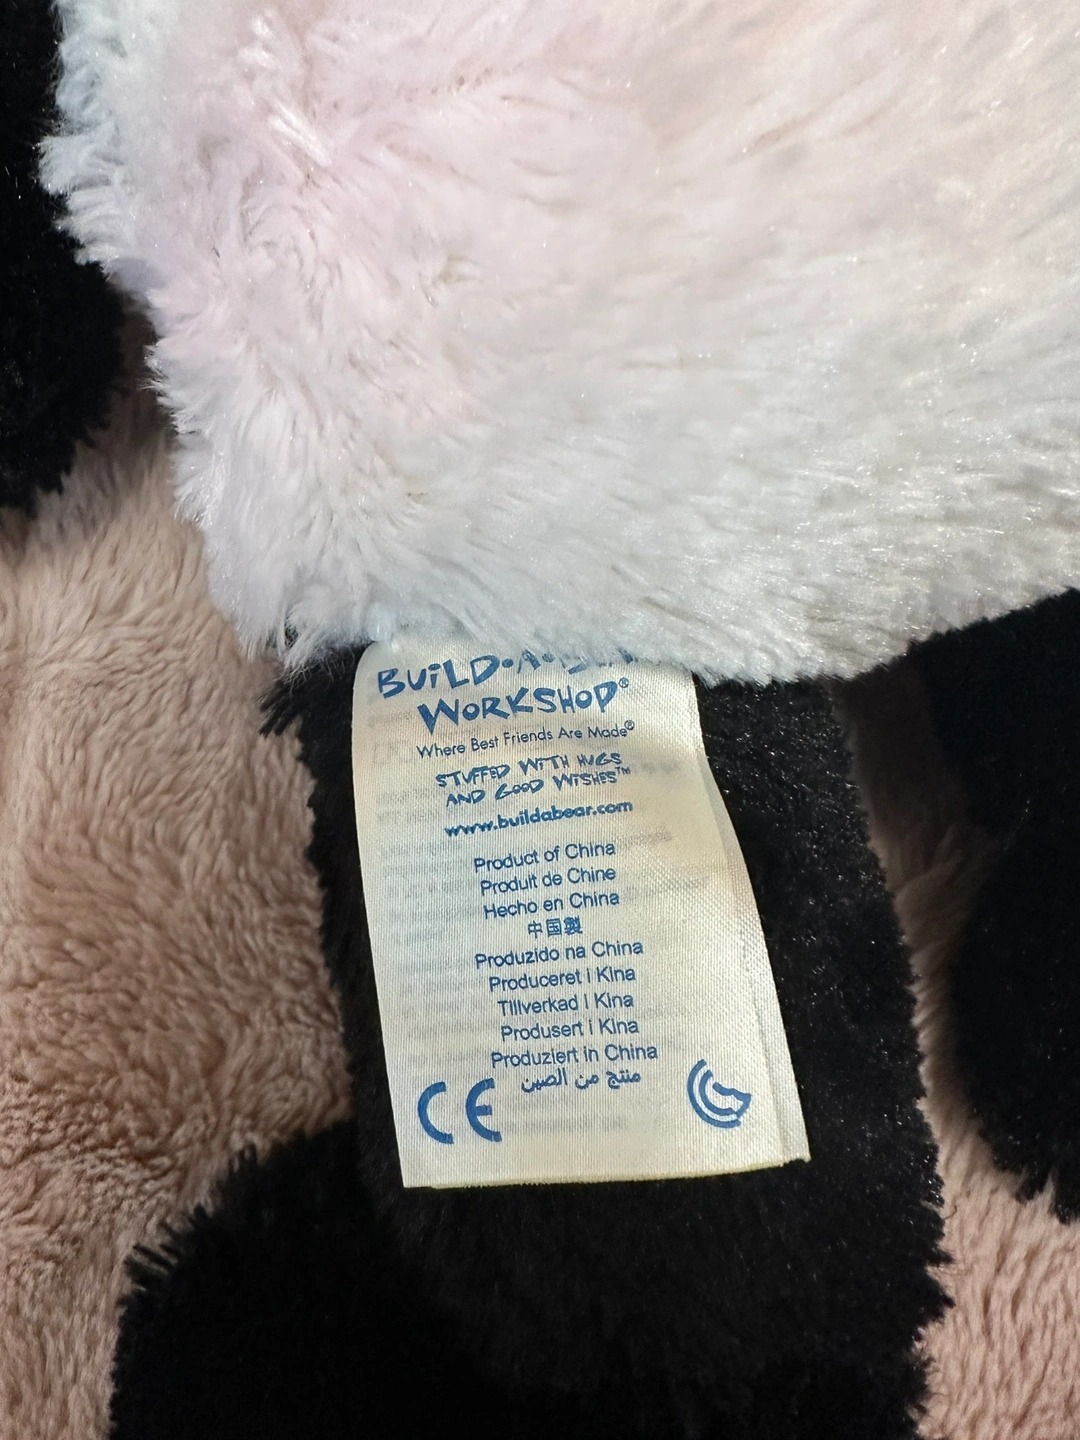 BUILD•A•BEAR
WORKSHOP®
Where Best Friends Are Made®
STUFFED WITH HUGS
AND GOOD WISHES™
www.buildabear.com
Product of China
Produit de Chine
Hecho en China
中国製
Produzido na China
Produceret i Kina
Tillverkad i Kina
Produsert i Kina
Produziert in China
منتج من الصين
CE